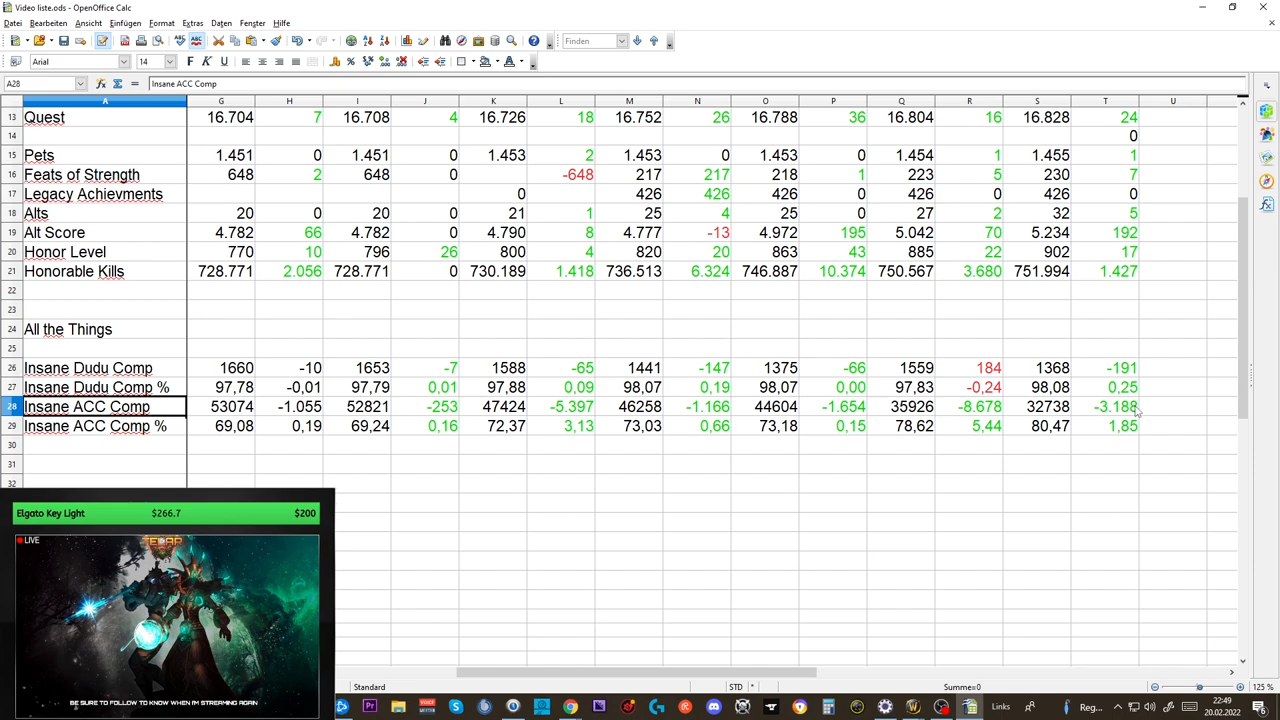 Video liste.ods - OpenOffice Calc
Datei Bearbeiten Ansicht Einfügen Format Extras Daten Fenster Hilfe
Finden
Arial 14
A28 Insane ACC Comp
A G H I J K L M N O P Q R S T U
13 Quest 16.704 7 16.708 4 16.726 18 16.752 26 16.788 36 16.804 16 16.828 24
14 0
15 Pets 1.451 0 1.451 0 1.453 2 1.453 0 1.453 0 1.454 1 1.455 1
16 Feats of Strength 648 2 648 0 -648 217 217 218 1 223 5 230 7
17 Legacy Achievments 0 426 426 426 0 426 0 426 0
18 Alts 20 0 20 0 21 1 25 4 25 0 27 2 32 5
19 Alt Score 4.782 66 4.782 0 4.790 8 4.777 -13 4.972 195 5.042 70 5.234 192
20 Honor Level 770 10 796 26 800 4 820 20 863 43 885 22 902 17
21 Honorable Kills 728.771 2.056 728.771 0 730.189 1.418 736.513 6.324 746.887 10.374 750.567 3.680 751.994 1.427
22
23
24 All the Things
25
26 Insane Dudu Comp 1660 -10 1653 -7 1588 -65 1441 -147 1375 -66 1559 184 1368 -191
27 Insane Dudu Comp % 97,78 -0,01 97,79 0,01 97,88 0,09 98,07 0,19 98,07 0,00 97,83 -0,24 98,08 0,25
28 Insane ACC Comp 53074 -1.055 52821 -253 47424 -5.397 46258 -1.166 44604 -1.654 35926 -8.678 32738 -3.188
29 Insane ACC Comp % 69,08 0,19 69,24 0,16 72,37 3,13 73,03 0,66 73,18 0,15 78,62 5,44 80,47 1,85
30
31
32
Elgato Key Light $266.7 $200
LIVE
BE SURE TO FOLLOW TO KNOW WHEN I'M STREAMING AGAIN
Standard STD * Summe=0 125 %
Links Reg... 22:49
20.02.2022